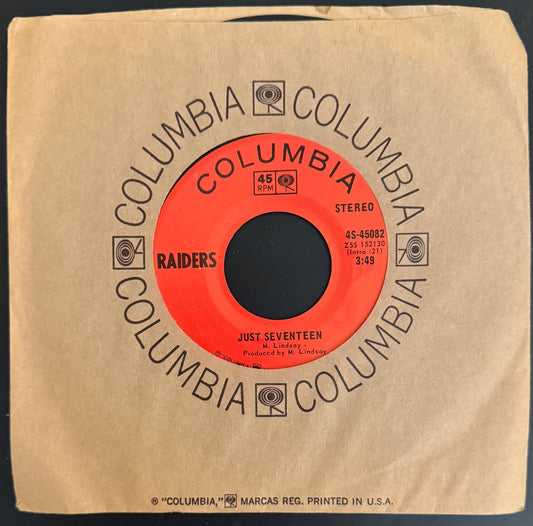 COLUMBIA
COLUMBIA
COLUMBIA
COLUMBIA
COLUMBIA
45
RPM
STEREO
4S-45082
ZSS 152130
(Intro :21)
3:49
RAIDERS
JUST SEVENTEEN
- M. Lindsay -
Produced by M. Lindsay
℗ COLUMBIA
® "COLUMBIA," MARCAS REG. PRINTED IN U.S.A.